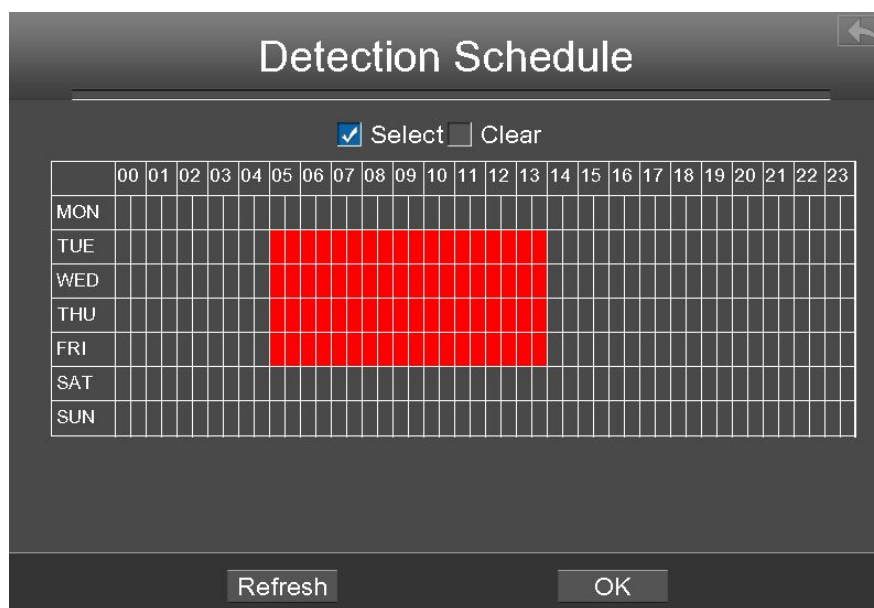 Detection Schedule
Select Clear
00 01 02 03 04 05 06 07 08 09 10 11 12 13 14 15 16 17 18 19 20 21 22 23
MON
TUE
WED
THU
FRI
SAT
SUN
Refresh OK